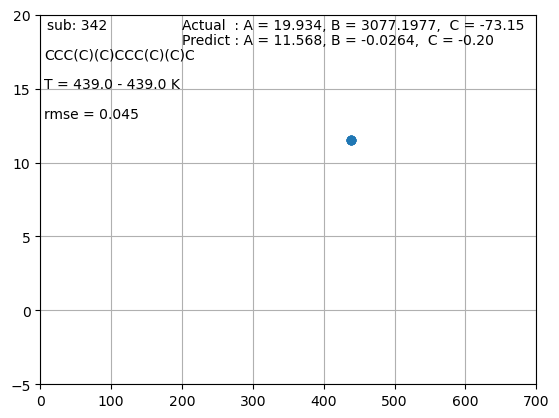 sub: 342
Actual  : A = 19.934, B = 3077.1977,  C = -73.15
Predict : A = 11.568, B = -0.0264,  C = -0.20
CCC(C)(C)CCC(C)(C)C
T = 439.0 - 439.0 K
rmse = 0.045
20
15
10
5
0
−5
0 100 200 300 400 500 600 700